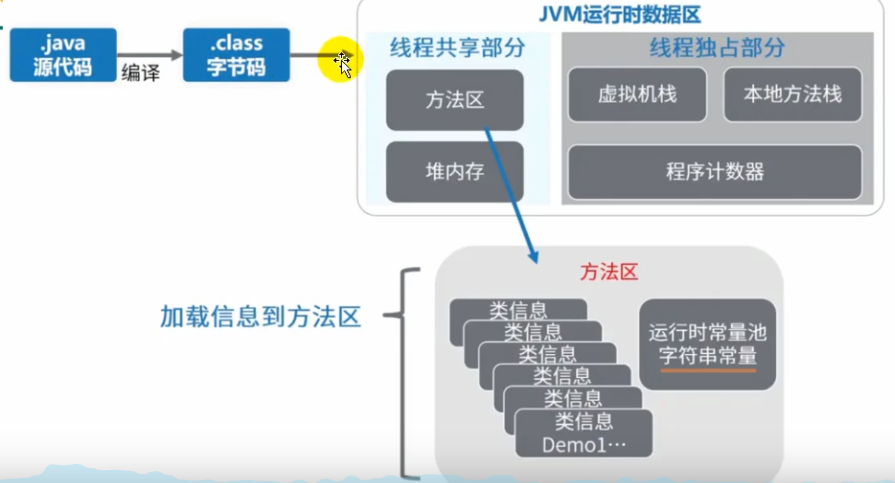 JVM运行时数据区
.java
源代码
编译
.class
字节码
线程共享部分
线程独占部分
方法区
虚拟机栈
本地方法栈
堆内存
程序计数器
方法区
加载信息到方法区
类信息
类信息
类信息
类信息
类信息
类信息
Demo1…
运行时常量池
字符串常量